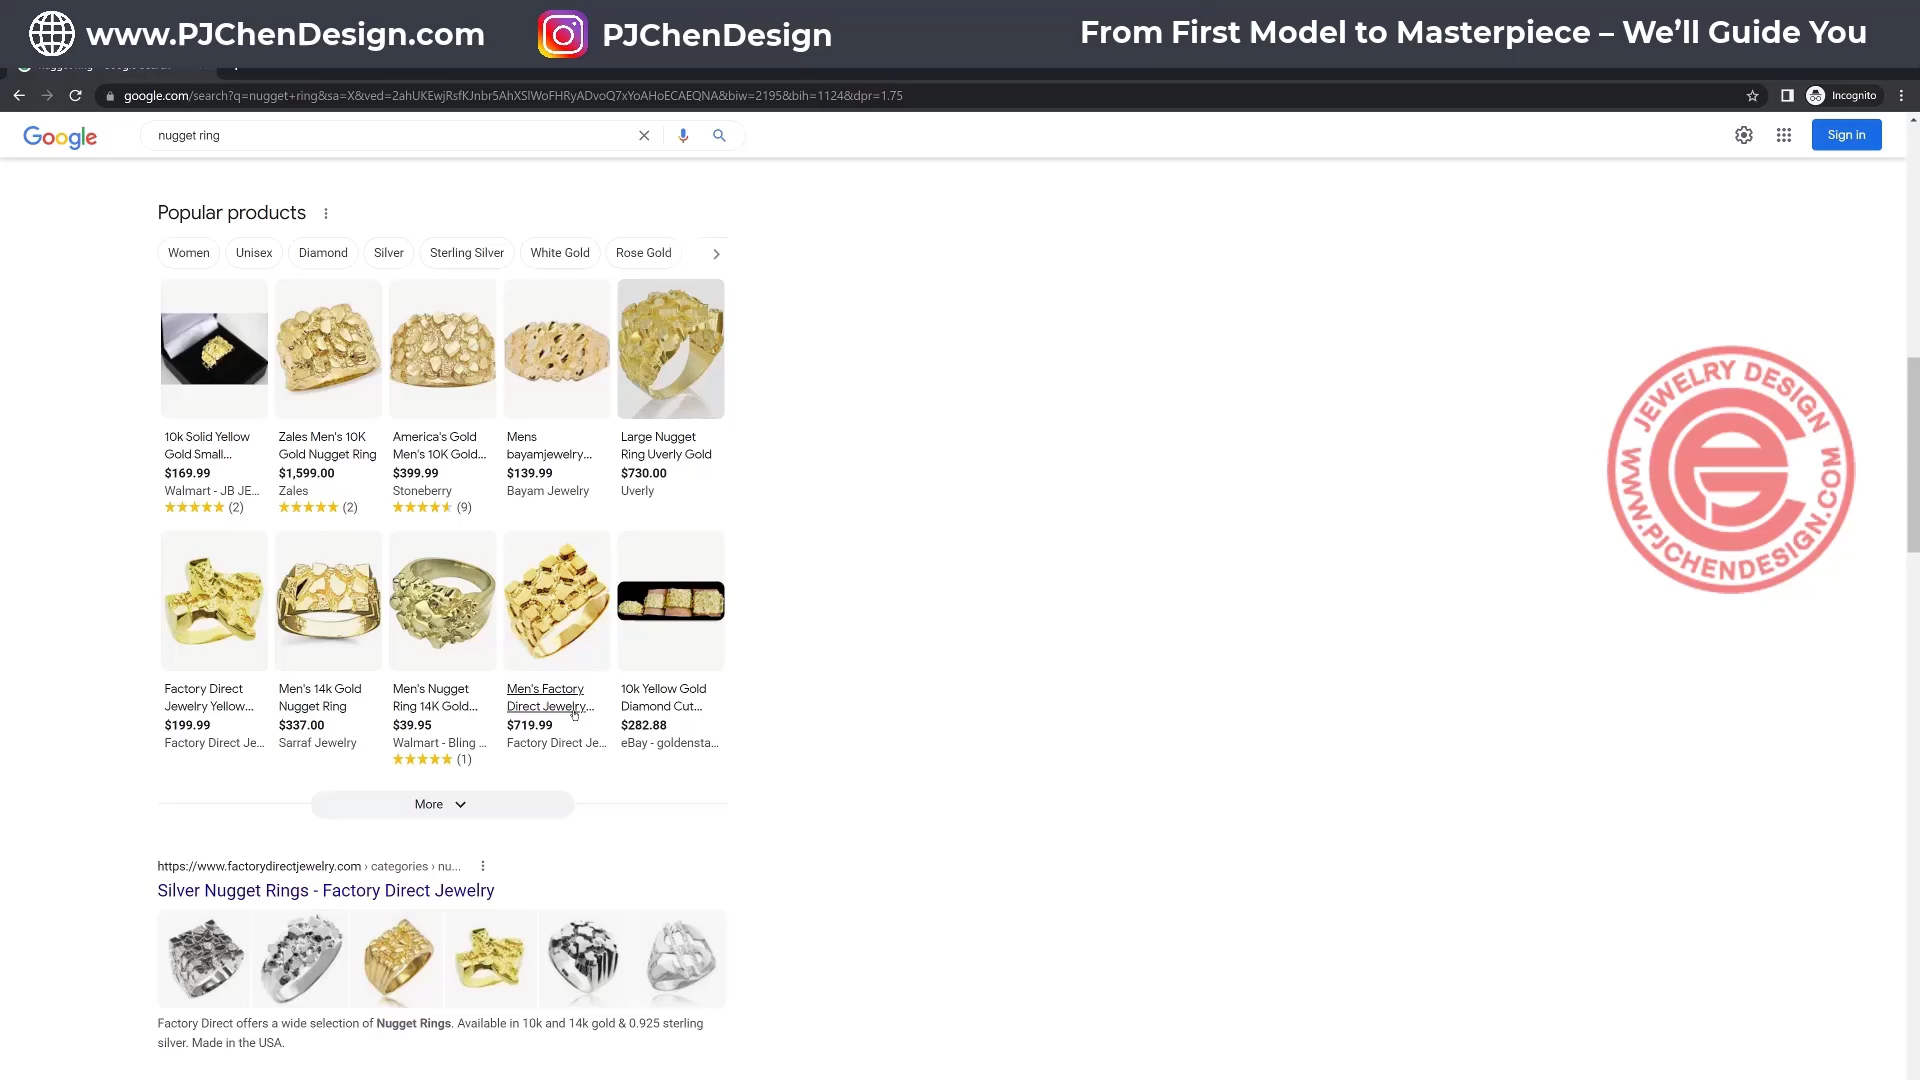 www.PJChenDesign.com
PJChenDesign
From First Model to Masterpiece – We'll Guide You
google.com/search?q=nugget+ring&sa=X&ved=2ahUKEwjRsfKJnbr5AhXSlWoFHRyADvoQ7xYoAHoECAEQNA&biw=2195&bih=1124&dpr=1.75
Incognito
Google
nugget ring
Sign in
Popular products
Women
Unisex
Diamond
Silver
Sterling Silver
White Gold
Rose Gold
10k Solid Yellow
Gold Small...
$169.99
Walmart - JB JE...
(2)
Zales Men's 10K
Gold Nugget Ring
$1,599.00
Zales
(2)
America's Gold
Men's 10K Gold...
$399.99
Stoneberry
(9)
Mens
bayamjewelry...
$139.99
Bayam Jewelry
Large Nugget
Ring Uverly Gold
$730.00
Uverly
Factory Direct
Jewelry Yellow...
$199.99
Factory Direct Je...
Men's 14k Gold
Nugget Ring
$337.00
Sarraf Jewelry
Men's Nugget
Ring 14K Gold...
$39.95
Walmart - Bling ...
(1)
Men's Factory
Direct Jewelry...
$719.99
Factory Direct Je...
10k Yellow Gold
Diamond Cut...
$282.88
eBay - goldensta...
More
https://www.factorydirectjewelry.com › categories › nu...
Silver Nugget Rings - Factory Direct Jewelry
Factory Direct offers a wide selection of Nugget Rings. Available in 10k and 14k gold & 0.925 sterling
silver. Made in the USA.
JEWELRY DESIGN
WWW.PJCHENDESIGN.COM